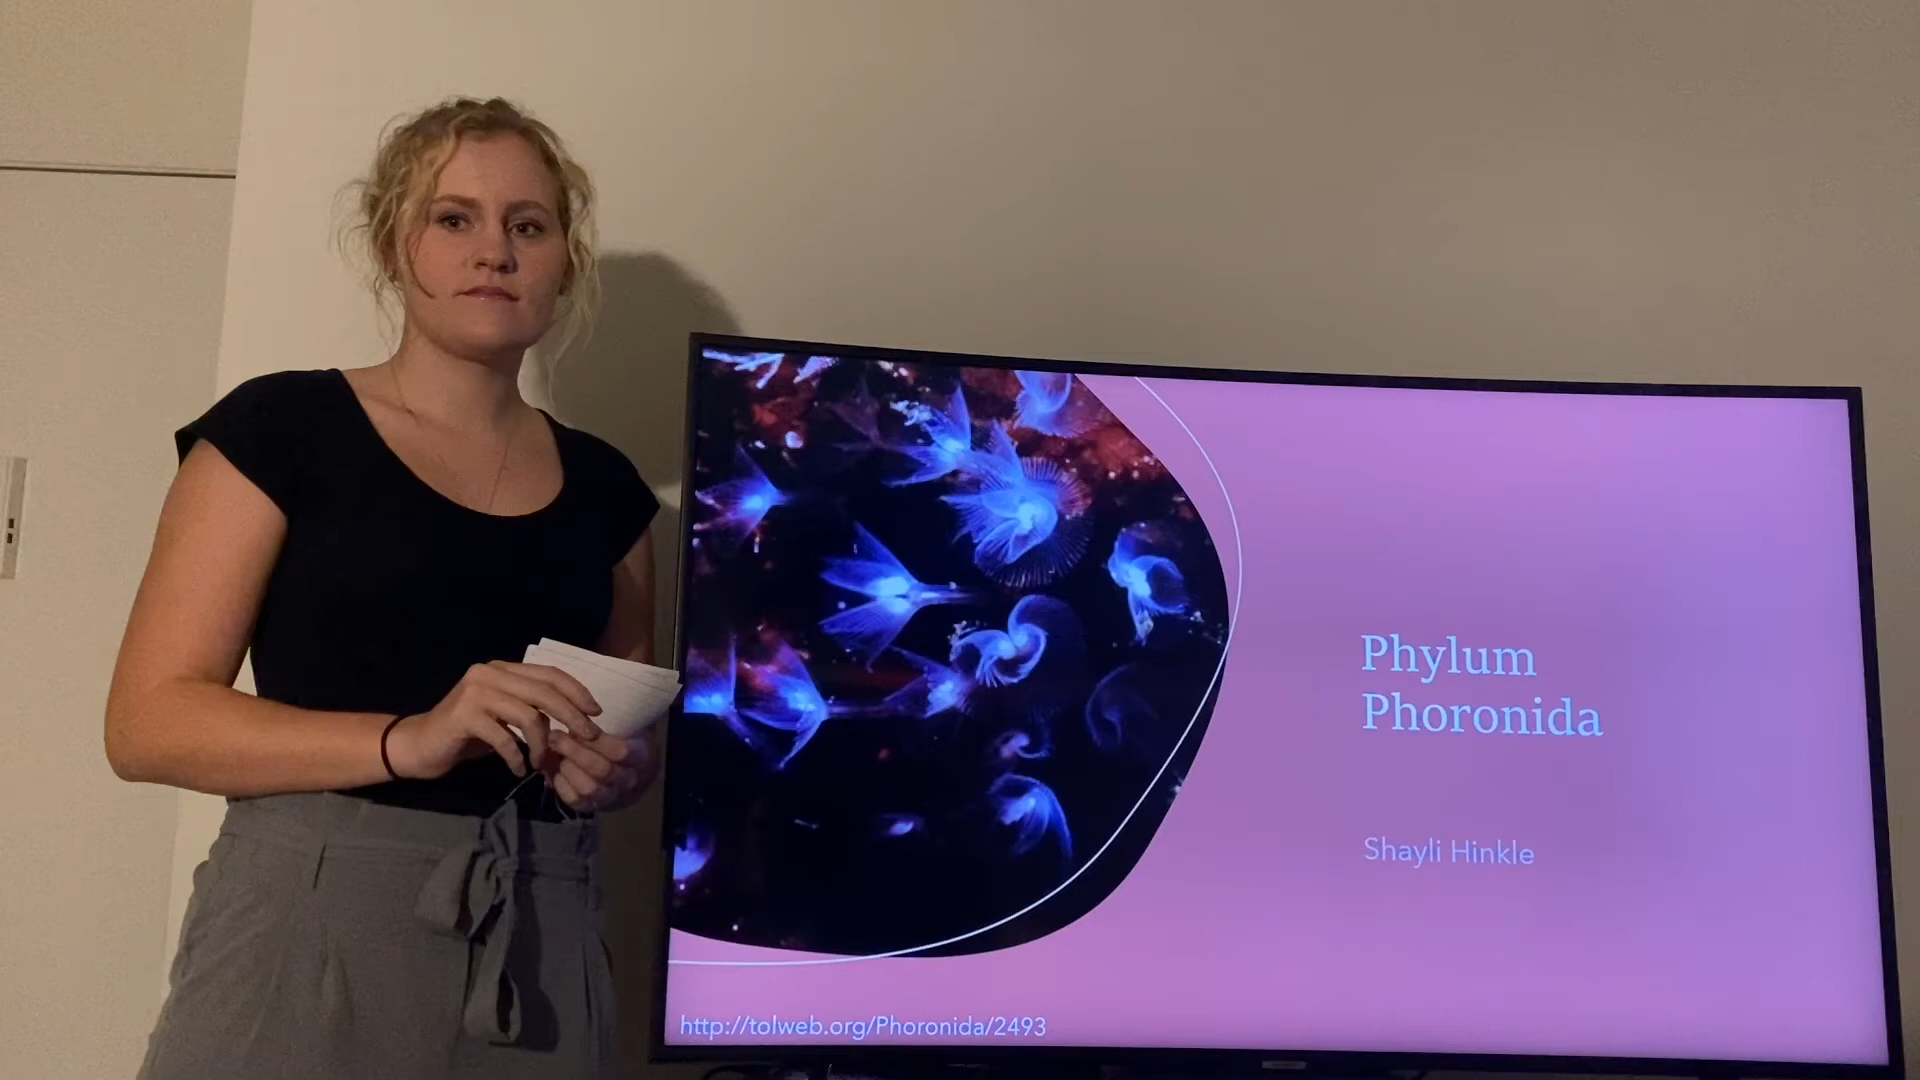 Phylum
Phoronida
Shayli Hinkle
http://tolweb.org/Phoronida/2493